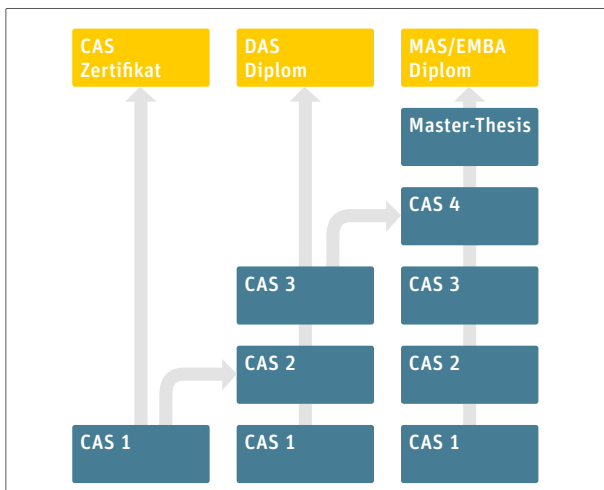 CAS
Zertifikat
DAS
Diplom
MAS/EMBA
Diplom
Master-Thesis
CAS 4
CAS 3
CAS 3
CAS 2
CAS 2
CAS 1
CAS 1
CAS 1